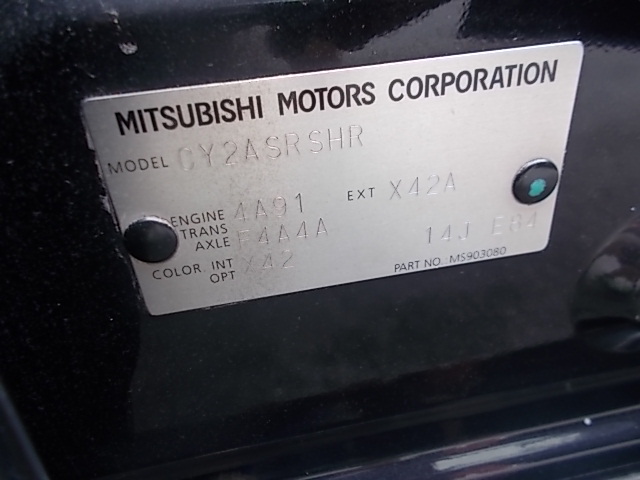 MITSUBISHI MOTORS CORPORATION
MODEL CY2ASRSHR
ENGINE 4A91 EXT X42A
TRANS
AXLE F4A4A 14J E84
COLOR. INT
OPT 42
PART NO. MS903080